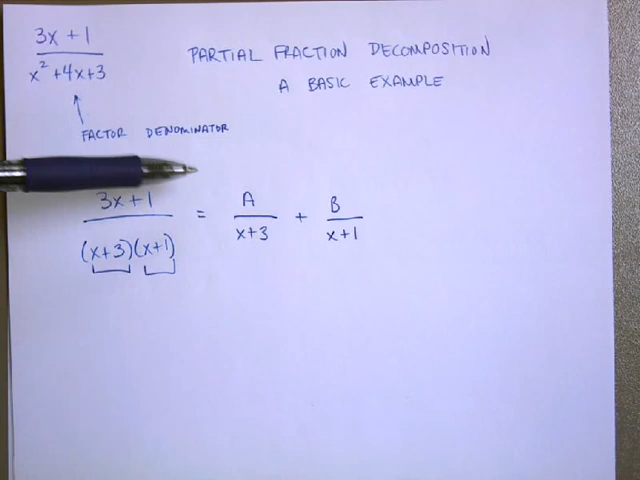 3x + 1
x² + 4x + 3
PARTIAL FRACTION DECOMPOSITION
A BASIC EXAMPLE
FACTOR DENOMINATOR
3x + 1 = A + B
(x+3)(x+1) x+3 x+1